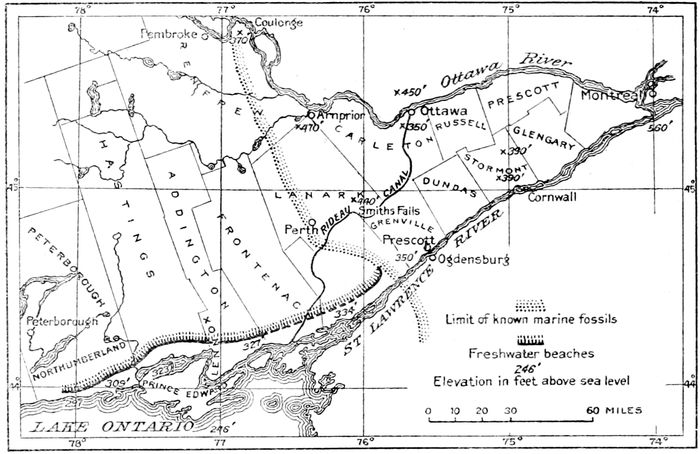 78° 77° 76° 75° 74°
Coulonge
Pembroke
370'
RENFREW
Ottawa River
450'
PRESCOTT
Montreal
Arnprior
Ottawa
470'
350'
CARLETON
RUSSELL
GLENGARY
560'
390'
STORMONT
390'
45°
HASTINGS
ADDINGTON
FRONTENAC
LANARK
440'
RIDEAU CANAL
DUNDAS
Cornwall
45°
Smiths Falls
Perth
GRENVILLE
PETERBOROUGH
Prescott
350'
Ogdensburg
ST LAWRENCE RIVER
Peterborough
334'
327'
LENNOX
NORTHUMBERLAND
323'
309'
PRINCE EDWARD
297'
44°
44°
Limit of known marine fossils
Freshwater beaches
246'
Elevation in feet above sea level
0 10 20 30 60 MILES
LAKE ONTARIO
246'
78° 77° 76° 75° 74°